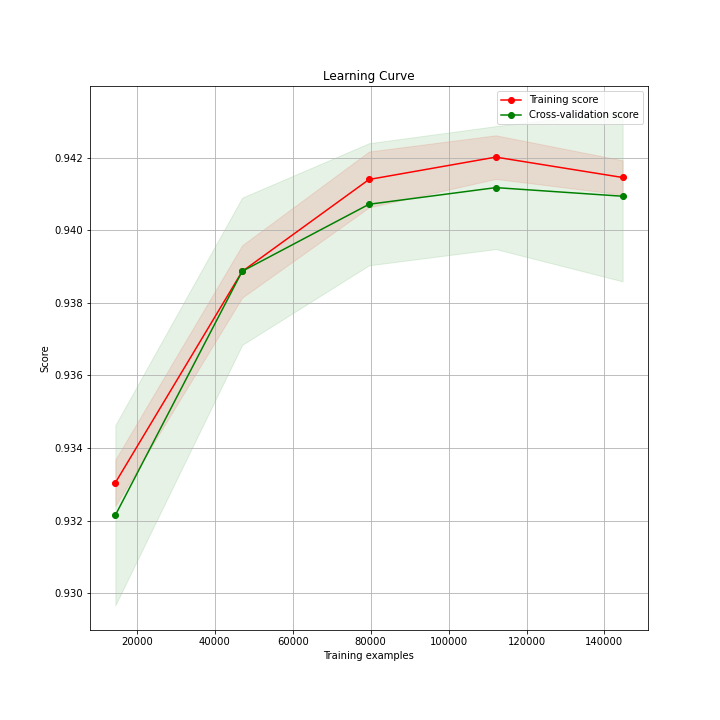 Learning Curve
Training score
Cross-validation score
0.942
0.940
0.938
0.936
0.934
0.932
0.930
Score
20000 40000 60000 80000 100000 120000 140000
Training examples